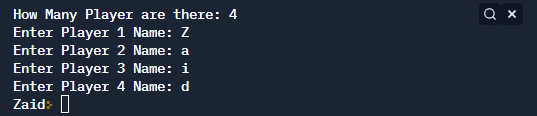 How Many Player are there: 4
Enter Player 1 Name: Z
Enter Player 2 Name: a
Enter Player 3 Name: i
Enter Player 4 Name: d
Zaid